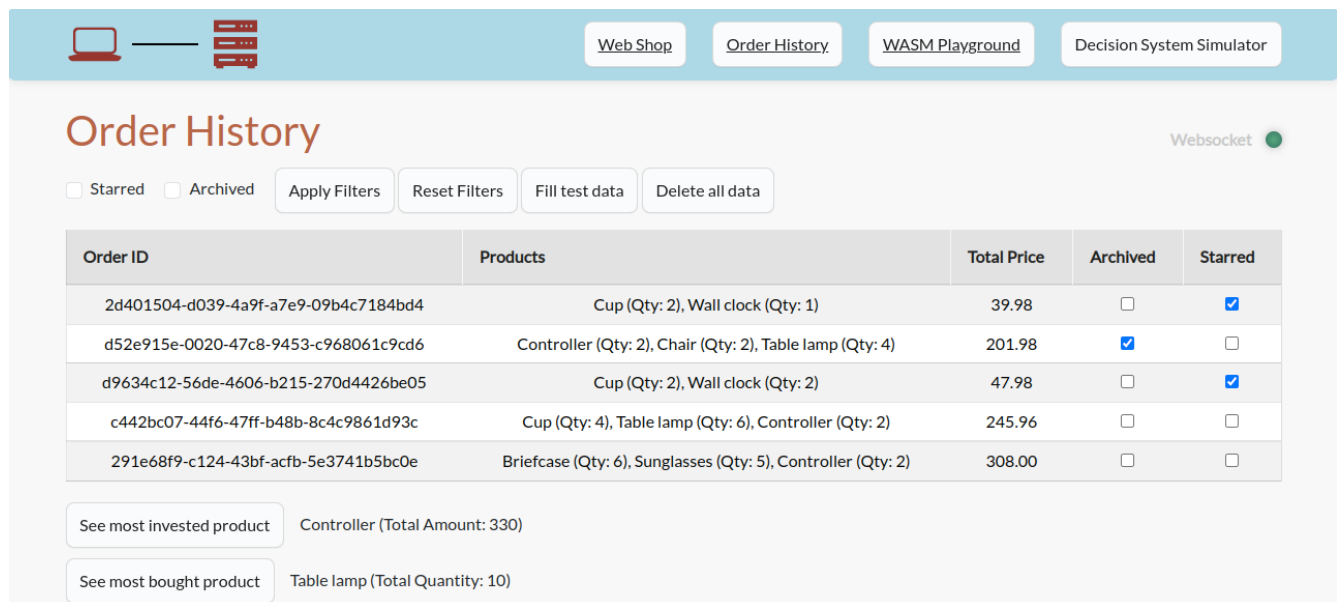 Web Shop Order History WASM Playground Decision System Simulator
Order History
Websocket
Starred Archived Apply Filters Reset Filters Fill test data Delete all data
Order ID Products Total Price Archived Starred
2d401504-d039-4a9f-a7e9-09b4c7184bd4 Cup (Qty: 2), Wall clock (Qty: 1) 39.98
d52e915e-0020-47c8-9453-c968061c9cd6 Controller (Qty: 2), Chair (Qty: 2), Table lamp (Qty: 4) 201.98
d9634c12-56de-4606-b215-270d4426be05 Cup (Qty: 2), Wall clock (Qty: 2) 47.98
c442bc07-44f6-47ff-b48b-8c4c9861d93c Cup (Qty: 4), Table lamp (Qty: 6), Controller (Qty: 2) 245.96
291e68f9-c124-43bf-acfb-5e3741b5bc0e Briefcase (Qty: 6), Sunglasses (Qty: 5), Controller (Qty: 2) 308.00
See most invested product Controller (Total Amount: 330)
See most bought product Table lamp (Total Quantity: 10)